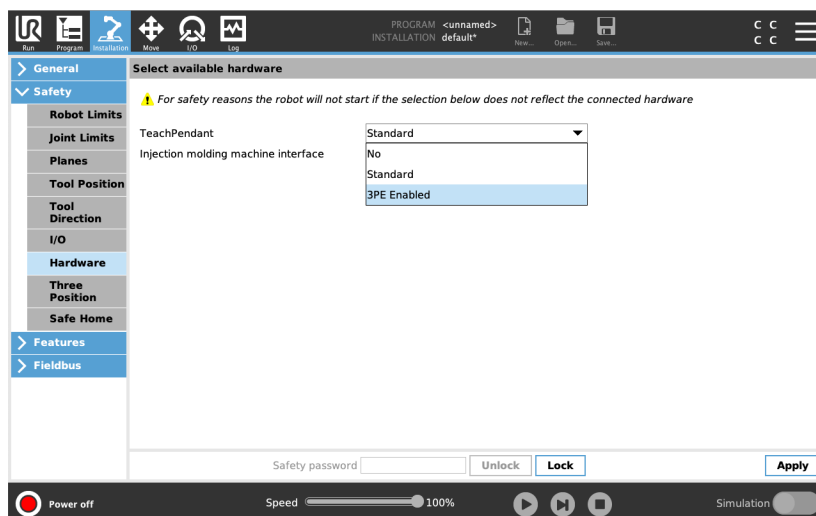 UR
Run
Program
Installation
Move
I/O
Log
PROGRAM <unnamed>
INSTALLATION default*
New...
Open...
Save...
C C
C C
General
Select available hardware
Safety
For safety reasons the robot will not start if the selection below does not reflect the connected hardware
Robot Limits
Joint Limits
TeachPendant
Standard
Planes
Injection molding machine interface
No
Tool Position
Standard
Tool
Direction
3PE Enabled
I/O
Hardware
Three
Position
Safe Home
Features
Fieldbus
Safety password
Unlock
Lock
Apply
Power off
Speed
100%
Simulation